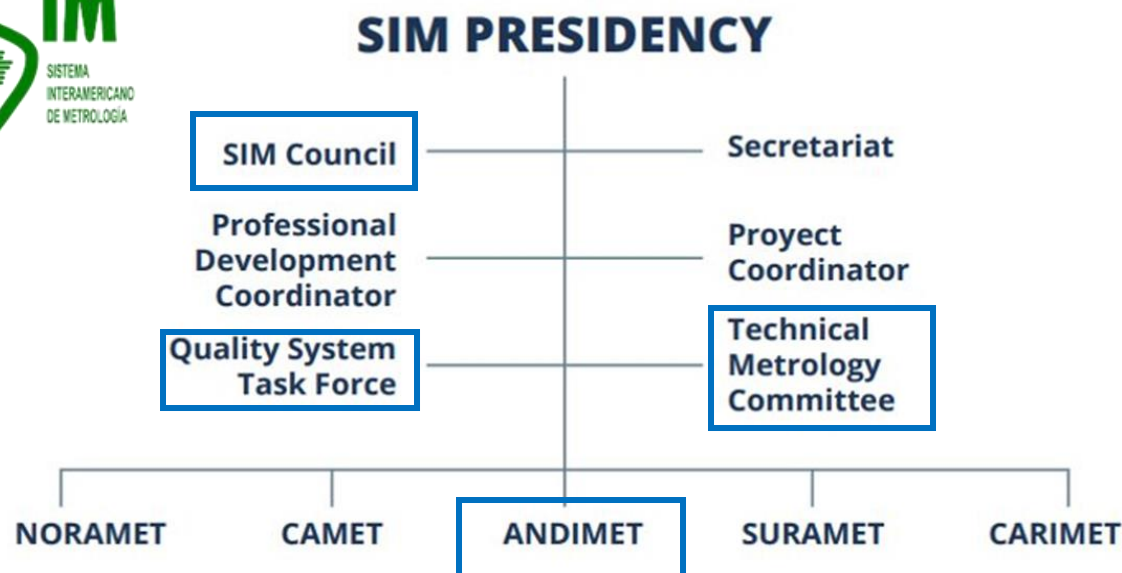 IM
SISTEMA
INTERAMERICANO
DE METROLOGÍA
SIM PRESIDENCY
SIM Council
Secretariat
Professional
Development
Coordinator
Proyect
Coordinator
Quality System
Task Force
Technical
Metrology
Committee
NORAMET
CAMET
ANDIMET
SURAMET
CARIMET